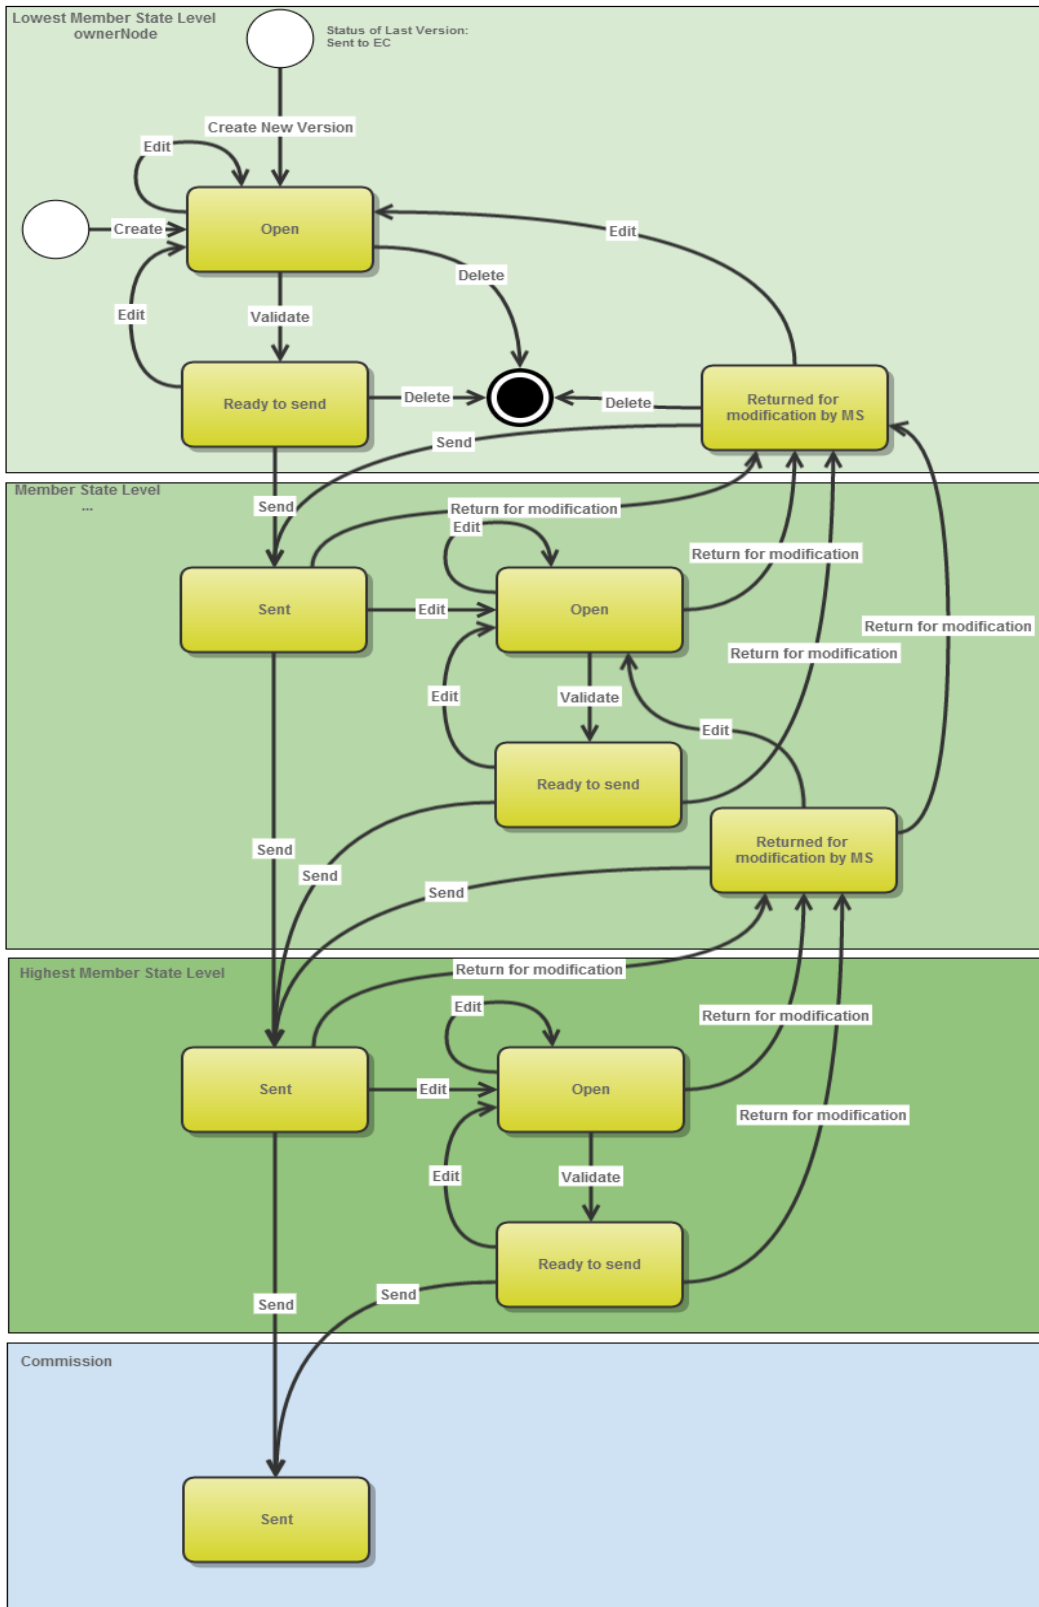 Lowest Member State Level
ownerNode
Status of Last Version:
Sent to EC
Create New Version
Edit
Create
Open
Edit
Delete
Edit
Validate
Ready to send
Delete
Delete
Returned for
modification by MS
Send
Member State Level
...
Send
Return for modification
Edit
Return for modification
Sent
Edit
Open
Return for modification
Return for modification
Edit
Validate
Edit
Ready to send
Returned for
modification by MS
Send
Send
Send
Highest Member State Level
Return for modification
Edit
Return for modification
Sent
Edit
Open
Return for modification
Edit
Validate
Ready to send
Send
Send
Commission
Sent